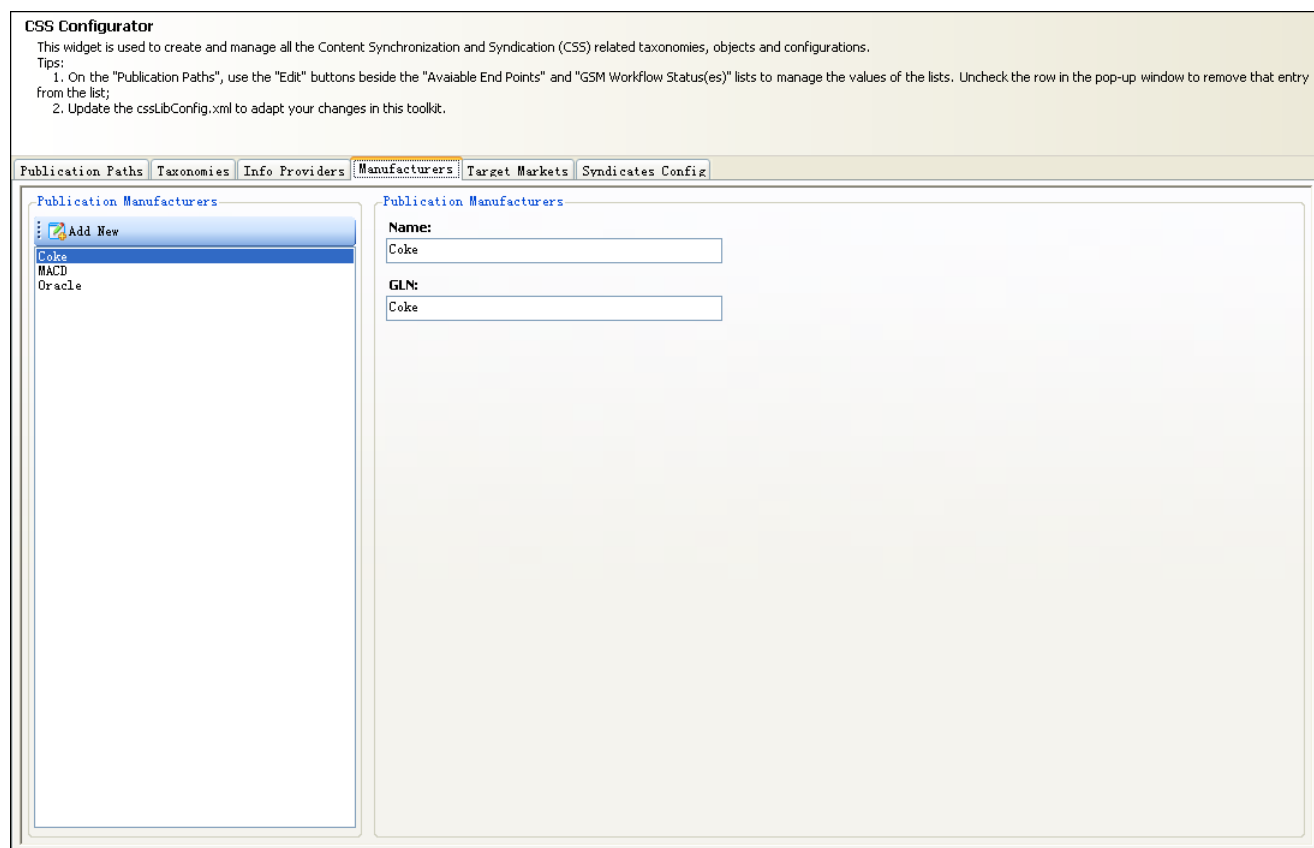 CSS Configurator
This widget is used to create and manage all the Content Synchronization and Syndication (CSS) related taxonomies, objects and configurations.
Tips:
1. On the "Publication Paths", use the "Edit" buttons beside the "Avaiable End Points" and "GSM Workflow Status(es)" lists to manage the values of the lists. Uncheck the row in the pop-up window to remove that entry
from the list;
2. Update the cssLibConfig.xml to adapt your changes in this toolkit.
Publication Paths Taxonomies Info Providers Manufacturers Target Markets Syndicates Config
Publication Manufacturers
Add New
Coke
MACD
Oracle
Publication Manufacturers
Name:
Coke
GLN:
Coke